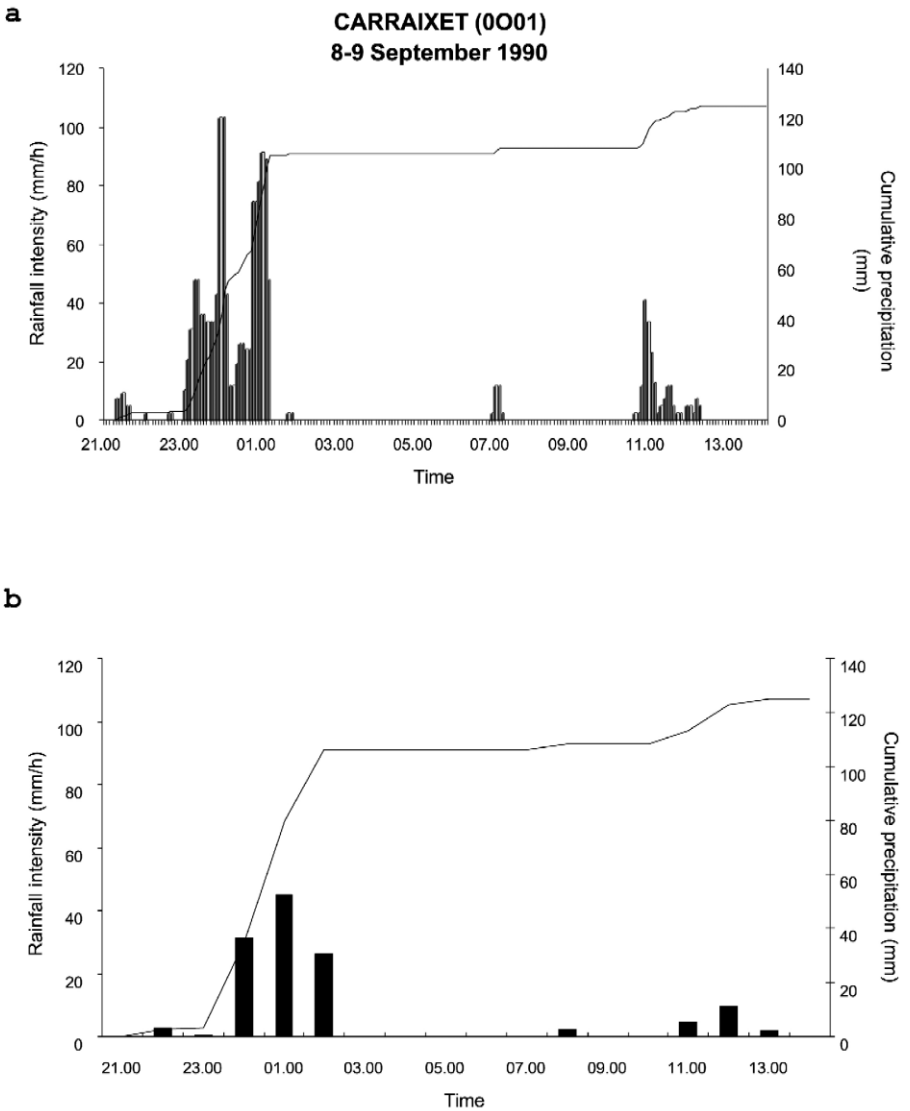 a
CARRAIXET (0O01)
8-9 September 1990
120
100
80
60
40
20
0
Rainfall intensity (mm/h)
140
120
100
80
60
40
20
0
Cumulative precipitation
(mm)
21.00 23.00 01.00 03.00 05.00 07.00 09.00 11.00 13.00
Time
b
120
100
80
60
40
20
0
Rainfall intensity (mm/h)
140
120
100
80
60
40
20
0
Cumulative precipitation (mm)
21.00 23.00 01.00 03.00 05.00 07.00 09.00 11.00 13.00
Time